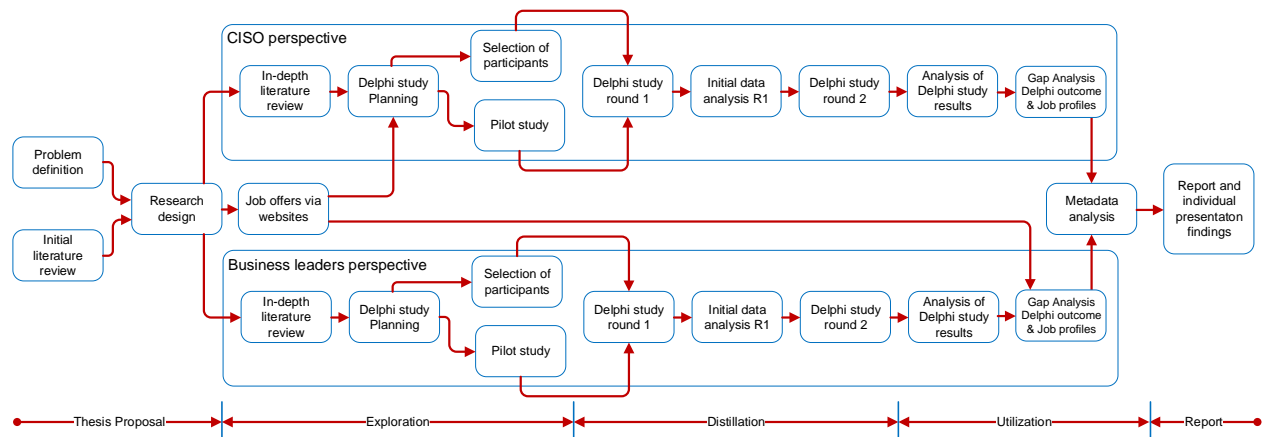 CISO perspective
Selection of
participants
In-depth
literature
review
Delphi study
Planning
Pilot study
Delphi study
round 1
Initial data
analysis R1
Delphi study
round 2
Analysis of
Delphi study
results
Gap Analysis
Delphi outcome
& Job profiles
Problem
definition
Initial
literature
review
Research
design
Job offers via
websites
Metadata
analysis
Report and
individual
presentaton
findings
Business leaders perspective
Selection of
participants
In-depth
literature
review
Delphi study
Planning
Pilot study
Delphi study
round 1
Initial data
analysis R1
Delphi study
round 2
Analysis of
Delphi study
results
Gap Analysis
Delphi outcome
& Job profiles
Thesis Proposal
Exploration
Distillation
Utilization
Report